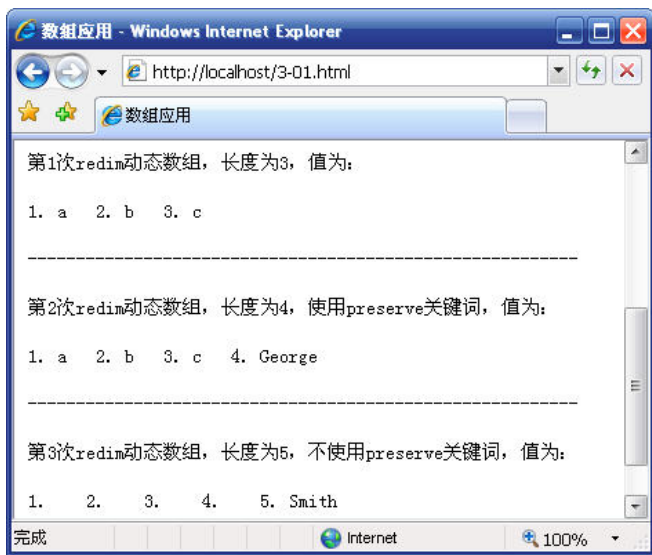 数组应用 - Windows Internet Explorer
http://localhost/3-01.html
数组应用
第1次redim动态数组，长度为3，值为:
1. a 2. b 3. c
---------------------------------------------------------
第2次redim动态数组，长度为4，使用preserve关键词，值为:
1. a 2. b 3. c 4. George
---------------------------------------------------------
第3次redim动态数组，长度为5，不使用preserve关键词，值为:
1. 2. 3. 4. 5. Smith
完成 Internet 100%